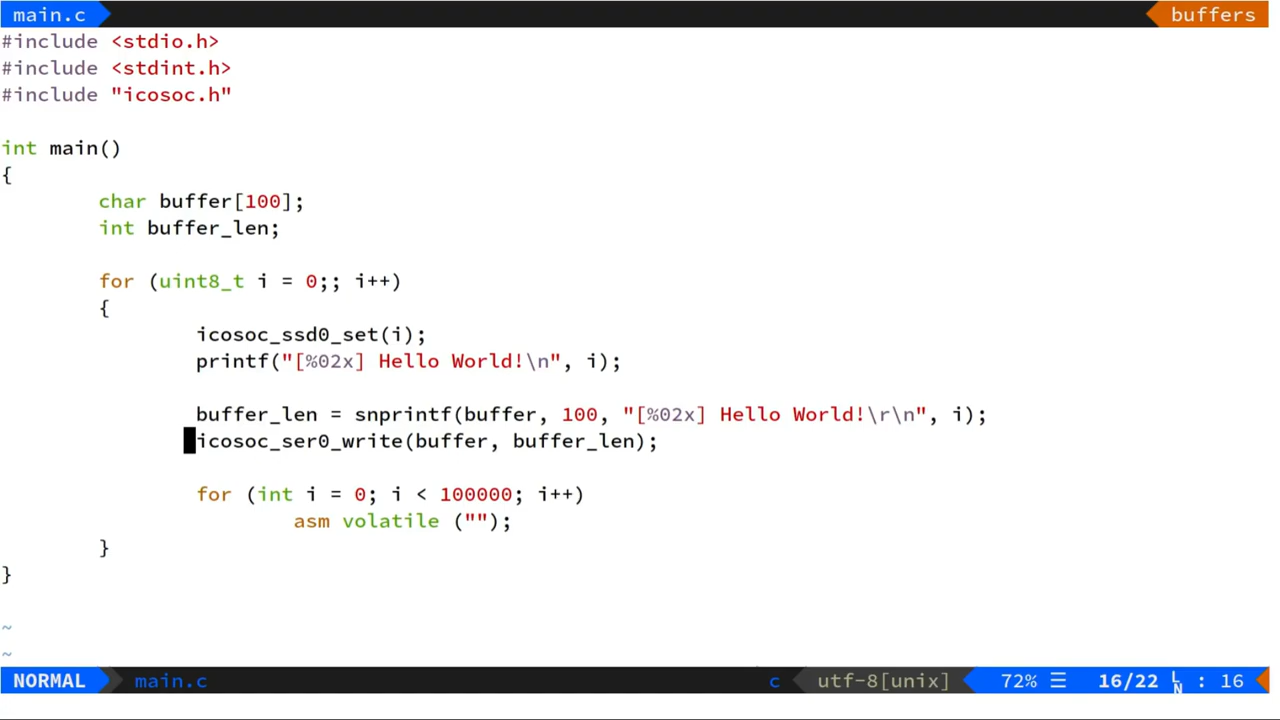 main.c buffers
#include <stdio.h>
#include <stdint.h>
#include "icosoc.h"
int main()
{
char buffer[100];
int buffer_len;
for (uint8_t i = 0;; i++)
{
icosoc_ssd0_set(i);
printf("[%02x] Hello World!\n", i);
buffer_len = snprintf(buffer, 100, "[%02x] Hello World!\r\n", i);
icosoc_ser0_write(buffer, buffer_len);
for (int i = 0; i < 100000; i++)
asm volatile ("");
}
}
~
~
NORMAL main.c c utf-8[unix] 72% ☰ 16/22 LN : 16